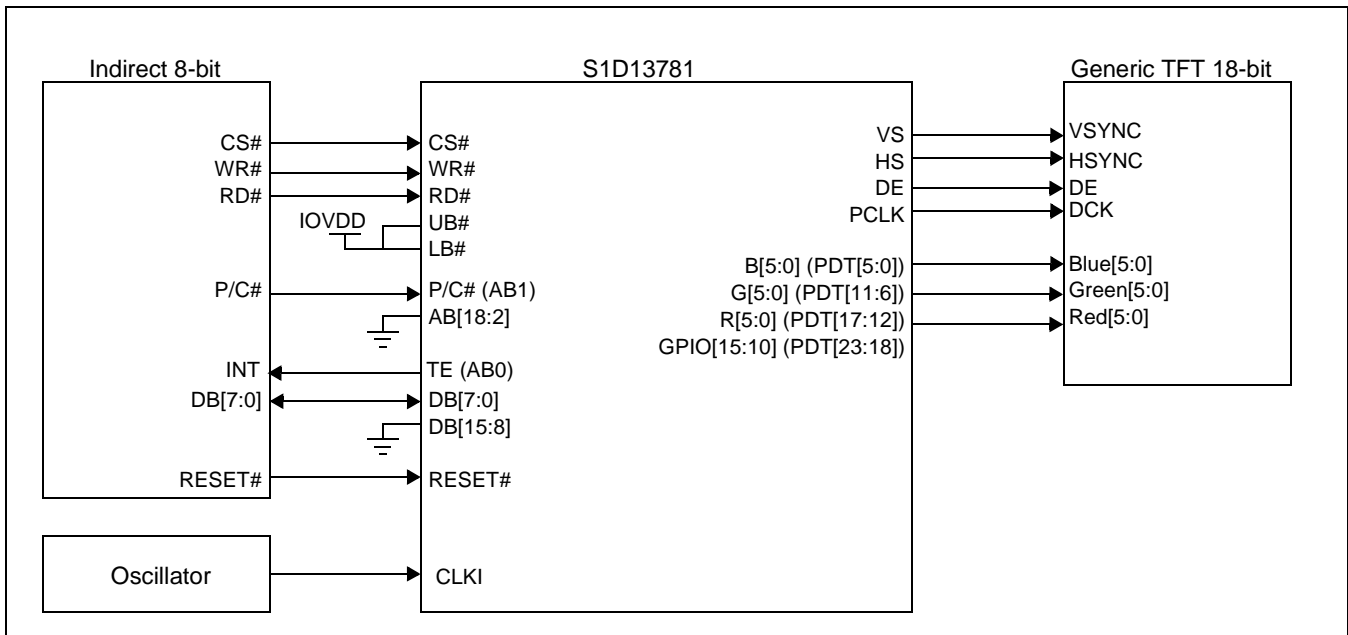 Indirect 8-bit
CS#
WR#
RD#
IOVDD
P/C#
INT
DB[7:0]
RESET#
Oscillator
S1D13781
CS#
WR#
RD#
UB#
LB#
P/C# (AB1)
AB[18:2]
TE (AB0)
DB[7:0]
DB[15:8]
RESET#
CLKI
VS
HS
DE
PCLK
B[5:0] (PDT[5:0])
G[5:0] (PDT[11:6])
R[5:0] (PDT[17:12])
GPIO[15:10] (PDT[23:18])
Generic TFT 18-bit
VSYNC
HSYNC
DE
DCK
Blue[5:0]
Green[5:0]
Red[5:0]